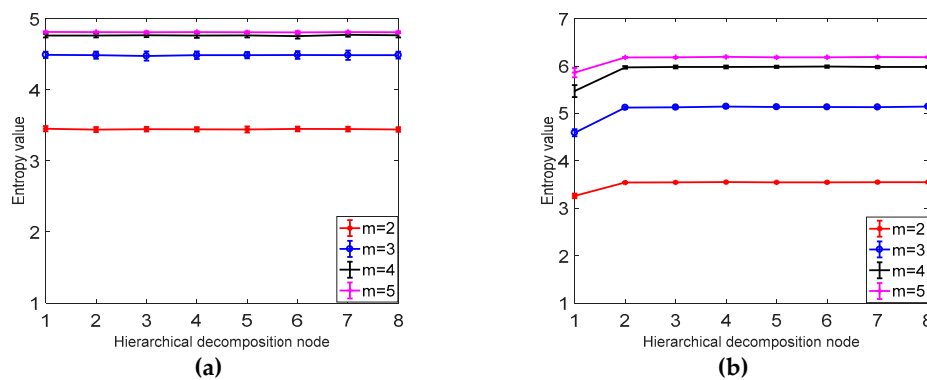 5
4
3
2
1
Entropy value
m=2
m=3
m=4
m=5
1 2 3 4 5 6 7 8
Hierarchical decomposition node
(a)
7
6
5
4
3
2
1
Entropy value
m=2
m=3
m=4
m=5
1 2 3 4 5 6 7 8
Hierarchical decomposition node
(b)